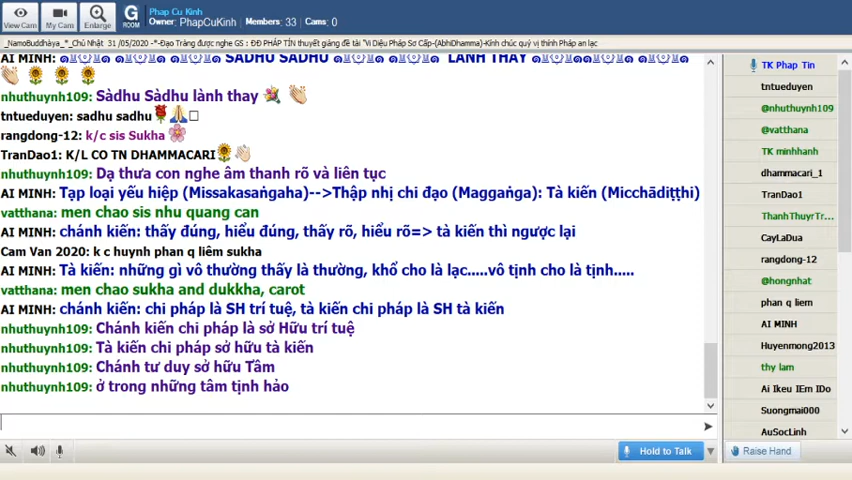 View Cam
My Cam
Enlarge
G
ROOM
Phap Cu Kinh
Owner: PhapCuKinh Members: 33 Cams: 0
_NamoBuddhàya_*_Chủ Nhật 31/05/2020 -*-Đạo Tràng được nghe GS : ĐĐ PHÁP TÍN thuyết giảng đề tài "Vi Diệu Pháp Sơ Cấp-(AbhiDhamma)-Kính chúc quý vị thính Pháp an lạc
AI MINH: SADHU SADHU LÀNH THAY
nhuthuynh109: Sàdhu Sàdhu lành thay
tntueduyen: sadhu sadhu
rangdong-12: k/c sis Sukha
TranDao1: K/L CO TN DHAMMACARI
nhuthuynh109: Dạ thưa con nghe âm thanh rõ và liên tục
AI MINH: Tạp loại yếu hiệp (Missakasaṅgaha)-->Thập nhị chi đạo (Maggaṅga): Tà kiến (Micchādiṭṭhi)
vatthana: men chao sis nhu quang can
AI MINH: chánh kiến: thấy đúng, hiểu đúng, thấy rõ, hiểu rõ=> tà kiến thì ngược lại
Cam Van 2020: k c huynh phan q liêm sukha
AI MINH: Tà kiến: những gì vô thường thấy là thường, khổ cho là lạc.....vô tịnh cho là tịnh.....
vatthana: men chao sukha and dukkha, carot
AI MINH: chánh kiến: chi pháp là SH trí tuệ, tà kiến chi pháp là SH tà kiến
nhuthuynh109: Chánh kiến chi pháp là sở Hữu trí tuệ
nhuthuynh109: Tà kiến chi pháp sở hữu tà kiến
nhuthuynh109: Chánh tư duy sở hữu Tầm
nhuthuynh109: ở trong những tâm tịnh hảo
Hold to Talk
TK Phap Tin
tntueduyen
@nhuthuynh109
@vatthana
TK minhhanh
dhammacari_1
TranDao1
ThanhThuyrTr...
CayLaDua
rangdong-12
@hongnhat
phan q liem
AI MINH
Huyenmong2013
thy lam
Ai Ikeu IEm IDo
Suongmai000
AuSocLinh
Raise Hand